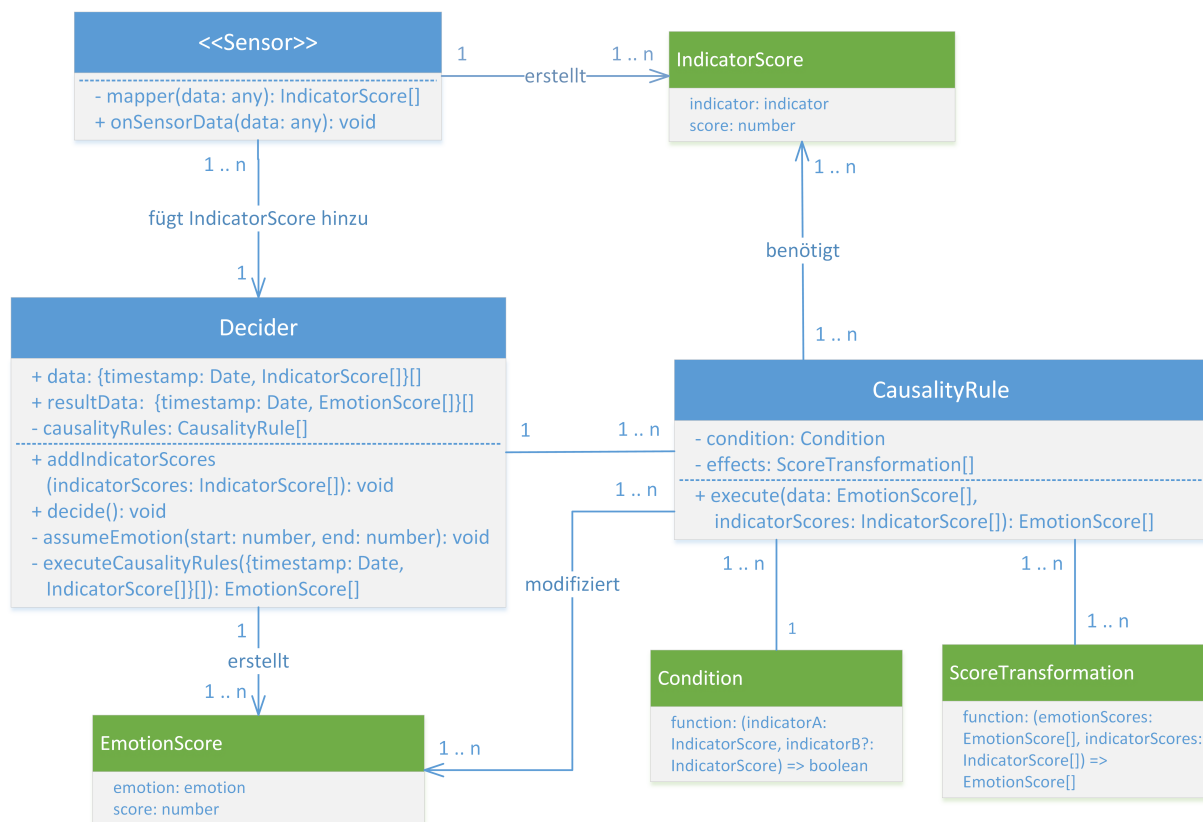 <<Sensor>>
- mapper(data: any): IndicatorScore[]
+ onSensorData(data: any): void
1
1 .. n
erstellt
IndicatorScore
indicator: indicator
score: number
1 .. n
fügt IndicatorScore hinzu
1
1 .. n
benötigt
1 .. n
Decider
+ data: {timestamp: Date, IndicatorScore[]}[]
+ resultData: {timestamp: Date, EmotionScore[]}[]
- causalityRules: CausalityRule[]
+ addIndicatorScores
(indicatorScores: IndicatorScore[]): void
+ decide(): void
- assumeEmotion(start: number, end: number): void
- executeCausalityRules({timestamp: Date,
IndicatorScore[]}[]): EmotionScore[]
1
1 .. n
CausalityRule
- condition: Condition
- effects: ScoreTransformation[]
+ execute(data: EmotionScore[],
indicatorScores: IndicatorScore[]): EmotionScore[]
1 .. n
modifiziert
1 .. n
1
erstellt
1 .. n
EmotionScore
emotion: emotion
score: number
1 .. n
1
Condition
function: (indicatorA:
IndicatorScore, indicatorB?:
IndicatorScore) => boolean
1 .. n
1 .. n
ScoreTransformation
function: (emotionScores:
EmotionScore[], indicatorScores:
IndicatorScore[]) =>
EmotionScore[]